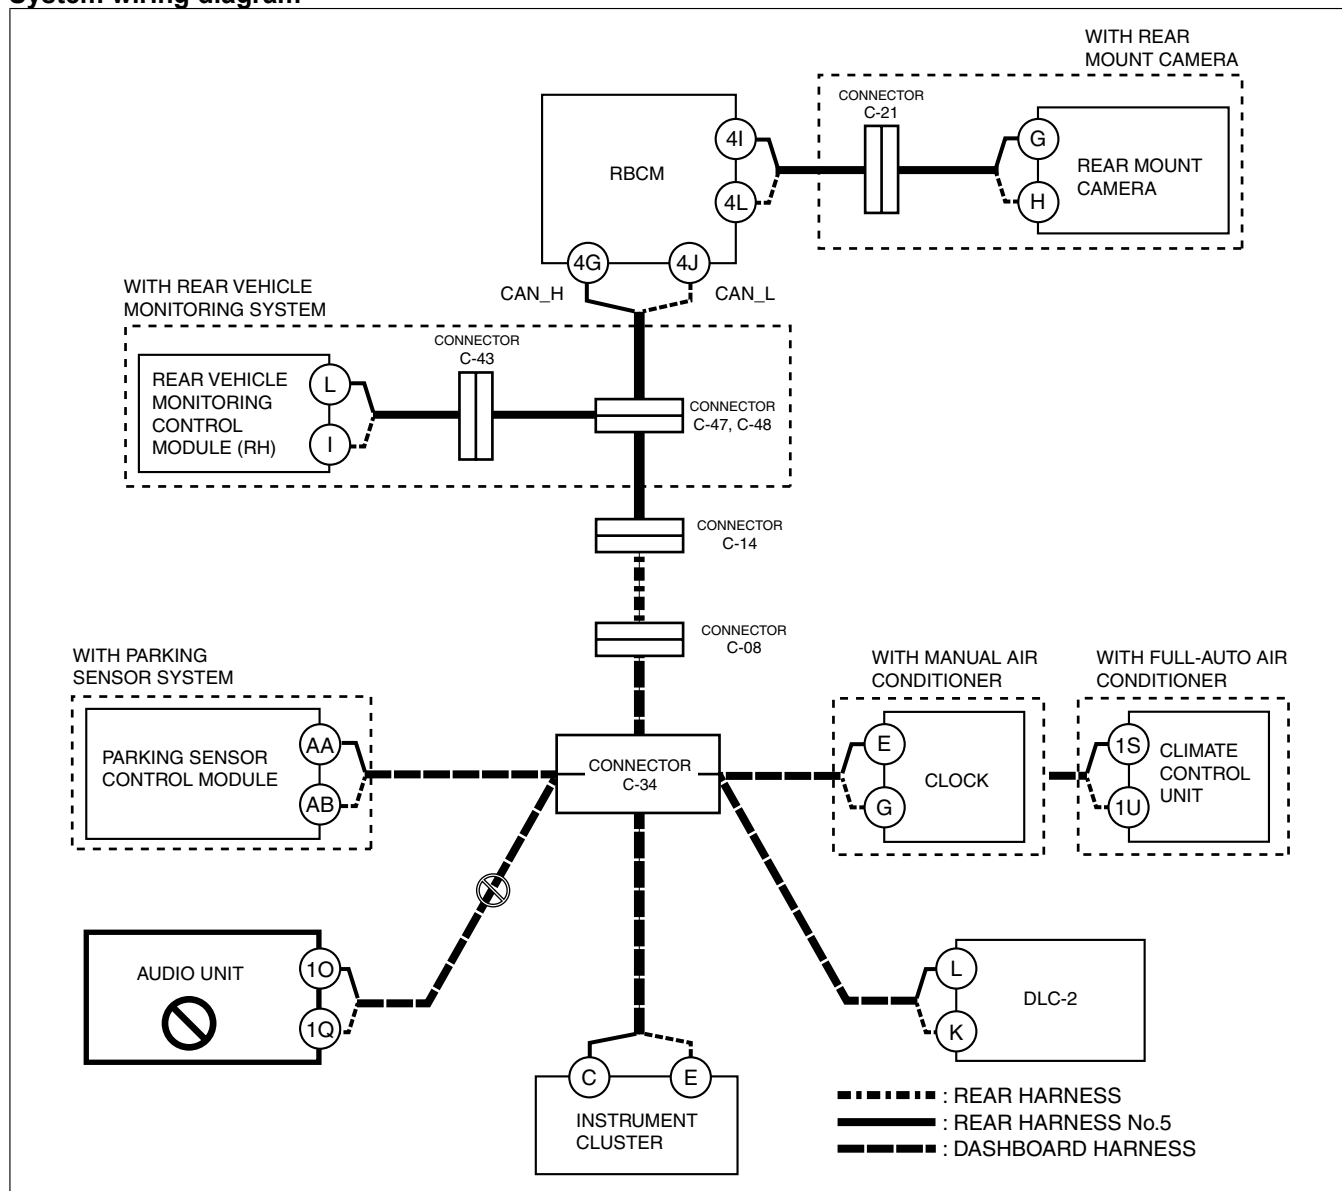 System wiring diagram
WITH REAR
MOUNT CAMERA
CONNECTOR
C-21
RBCM
4I
4L
G
H
REAR MOUNT
CAMERA
4G
4J
CAN_H
CAN_L
WITH REAR VEHICLE
MONITORING SYSTEM
CONNECTOR
C-43
REAR VEHICLE
MONITORING
CONTROL
MODULE (RH)
L
I
CONNECTOR
C-47, C-48
CONNECTOR
C-14
CONNECTOR
C-08
WITH PARKING
SENSOR SYSTEM
PARKING SENSOR
CONTROL MODULE
AA
AB
CONNECTOR
C-34
WITH MANUAL AIR
CONDITIONER
E
G
CLOCK
WITH FULL-AUTO AIR
CONDITIONER
1S
1U
CLIMATE
CONTROL
UNIT
AUDIO UNIT
1O
1Q
L
K
DLC-2
C
E
INSTRUMENT
CLUSTER
: REAR HARNESS
: REAR HARNESS No.5
: DASHBOARD HARNESS